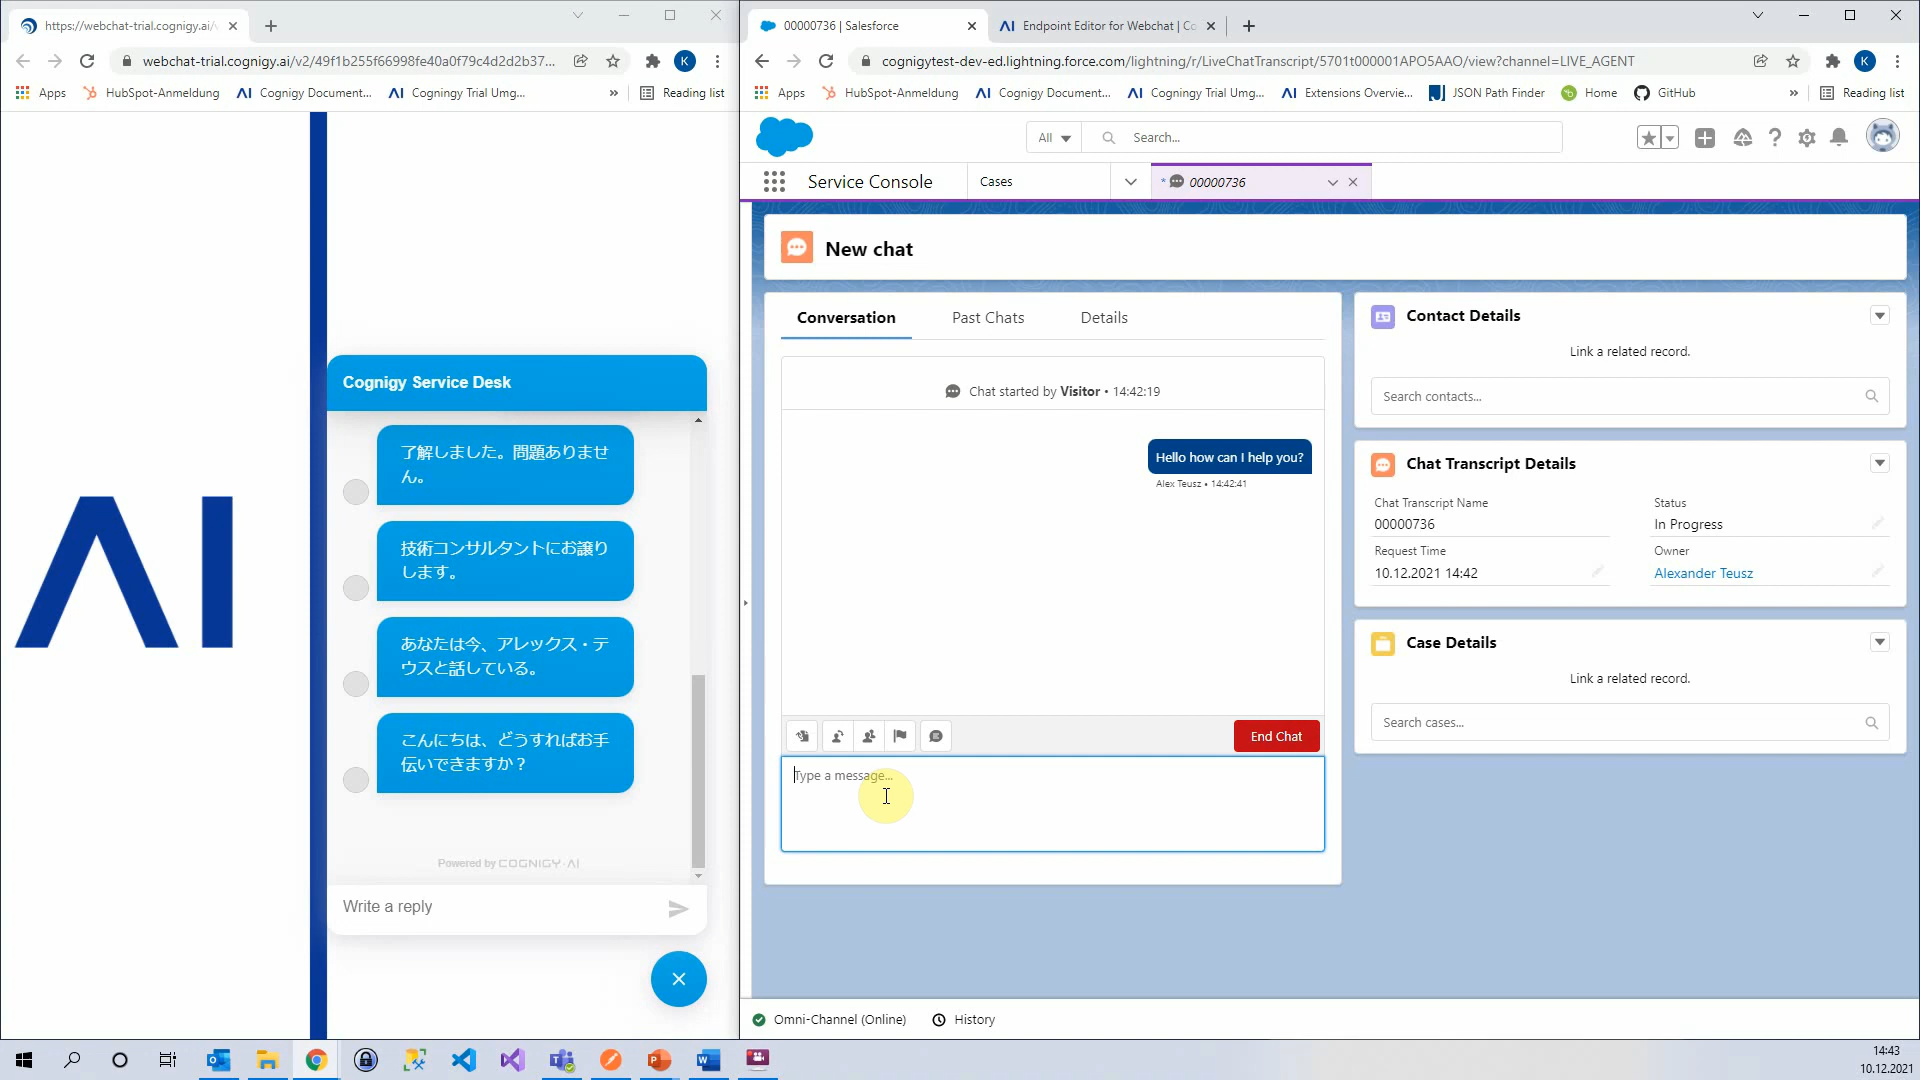 https://webchat-trial.cognigy.ai/v
webchat-trial.cognigy.ai/v2/49f1b255f66998fe40a0f79c4d2d2b37...
K
Apps
HubSpot-Anmeldung
Cognigy Document...
Cogningy Trial Umg...
»
Reading list
AI
Cognigy Service Desk
了解しました。問題ありませ
ん。
技術コンサルタントにお譲り
します。
あなたは今、アレックス・テ
ウスと話している。
こんにちは、どうすればお手
伝いできますか？
Powered by COGNIGY.AI
Write a reply
00000736 | Salesforce
Endpoint Editor for Webchat | Co
cognigytest-dev-ed.lightning.force.com/lightning/r/LiveChatTranscript/5701t000001APO5AAO/view?channel=LIVE_AGENT
K
Apps
HubSpot-Anmeldung
Cognigy Document...
Cogningy Trial Umg...
Extensions Overvie...
JSON Path Finder
Home
GitHub
»
Reading list
All
Search...
Service Console
Cases
* 00000736
New chat
Conversation
Past Chats
Details
Chat started by Visitor • 14:42:19
Hello how can I help you?
Alex Teusz • 14:42:41
End Chat
Type a message...
Contact Details
Link a related record.
Search contacts...
Chat Transcript Details
Chat Transcript Name
00000736
Status
In Progress
Request Time
10.12.2021 14:42
Owner
Alexander Teusz
Case Details
Link a related record.
Search cases...
Omni-Channel (Online)
History
14:43
10.12.2021